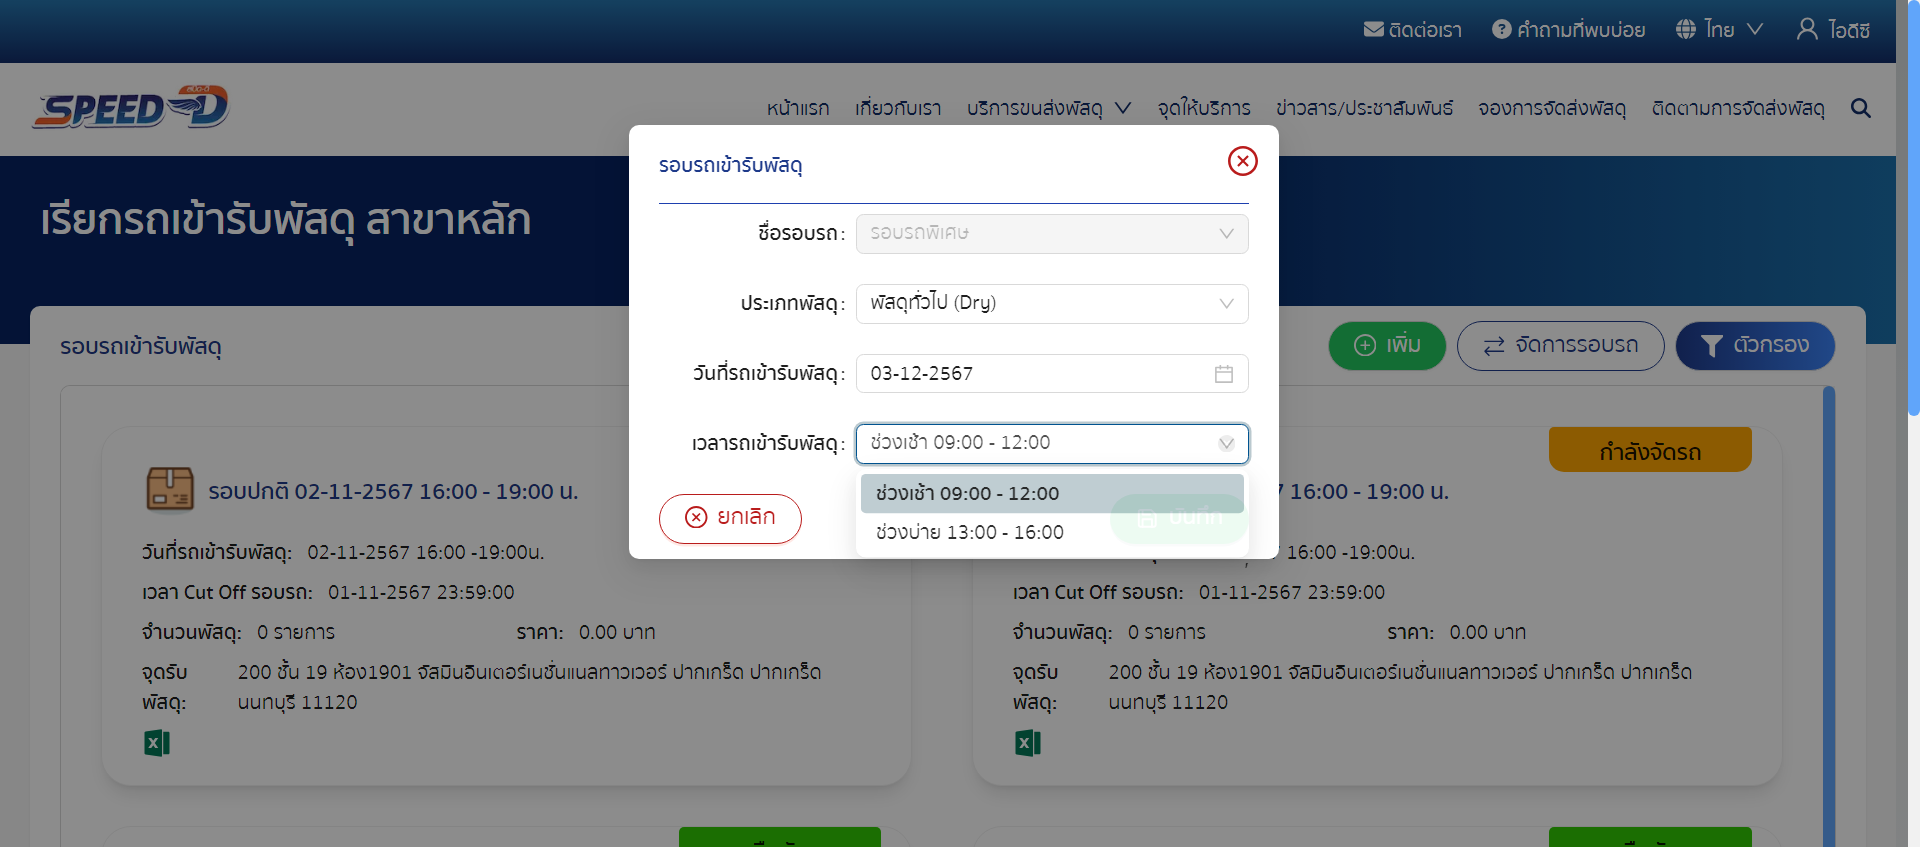 ติดต่อเรา คำถามที่พบบ่อย ไทย ไอดีซี
สปีด-ดี
SPEED-D
หน้าแรก เกี่ยวกับเรา บริการขนส่งพัสดุ จุดให้บริการ ข่าวสาร/ประชาสัมพันธ์ จองการจัดส่งพัสดุ ติดตามการจัดส่งพัสดุ
เรียกรถเข้ารับพัสดุ สาขาหลัก
รอบรถเข้ารับพัสดุ
เพิ่ม จัดการรอบรถ ตัวกรอง
รอบรถเข้ารับพัสดุ
ชื่อรอบรถ: รอบรถพิเศษ
ประเภทพัสดุ: พัสดุทั่วไป (Dry)
วันที่รถเข้ารับพัสดุ: 03-12-2567
เวลารถเข้ารับพัสดุ: ช่วงเช้า 09:00 - 12:00
ช่วงเช้า 09:00 - 12:00
ช่วงบ่าย 13:00 - 16:00
ยกเลิก บันทึก
รอบปกติ 02-11-2567 16:00 - 19:00 น.
วันที่รถเข้ารับพัสดุ: 02-11-2567 16:00 -19:00น.
เวลา Cut Off รอบรถ: 01-11-2567 23:59:00
จำนวนพัสดุ: 0 รายการ ราคา: 0.00 บาท
จุดรับพัสดุ: 200 ชั้น 19 ห้อง1901 จัสมินอินเตอร์เนชั่นแนลทาวเวอร์ ปากเกร็ด ปากเกร็ด
นนทบุรี 11120
กำลังจัดรถ
16:00 - 19:00 น.
16:00 -19:00น.
เวลา Cut Off รอบรถ: 01-11-2567 23:59:00
จำนวนพัสดุ: 0 รายการ ราคา: 0.00 บาท
จุดรับพัสดุ: 200 ชั้น 19 ห้อง1901 จัสมินอินเตอร์เนชั่นแนลทาวเวอร์ ปากเกร็ด ปากเกร็ด
นนทบุรี 11120